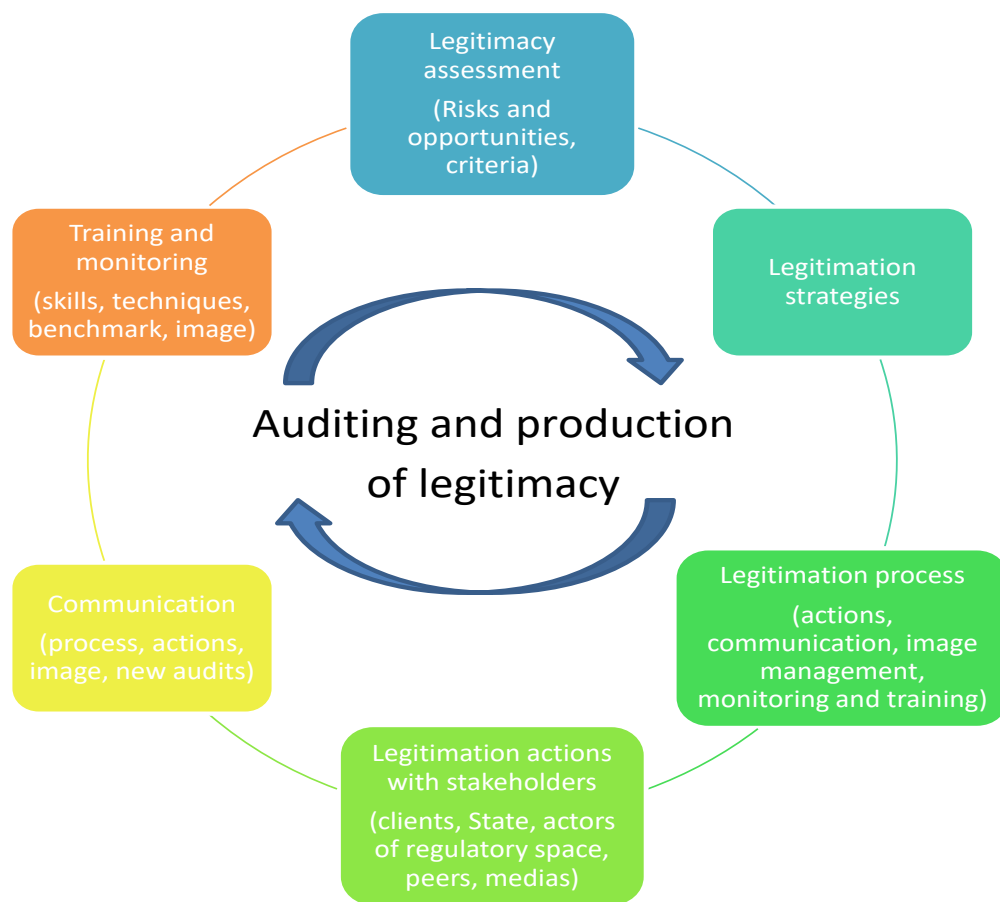 Legitimacy
assessment
(Risks and
opportunities,
criteria)
Legitimation
strategies
Legitimation process
(actions,
communication, image
management,
monitoring and training)
Legitimation actions
with stakeholders
(clients, State, actors
of regulatory space,
peers, medias)
Communication
(process, actions,
image, new audits)
Training and
monitoring
(skills, techniques,
benchmark, image)
Auditing and production
of legitimacy